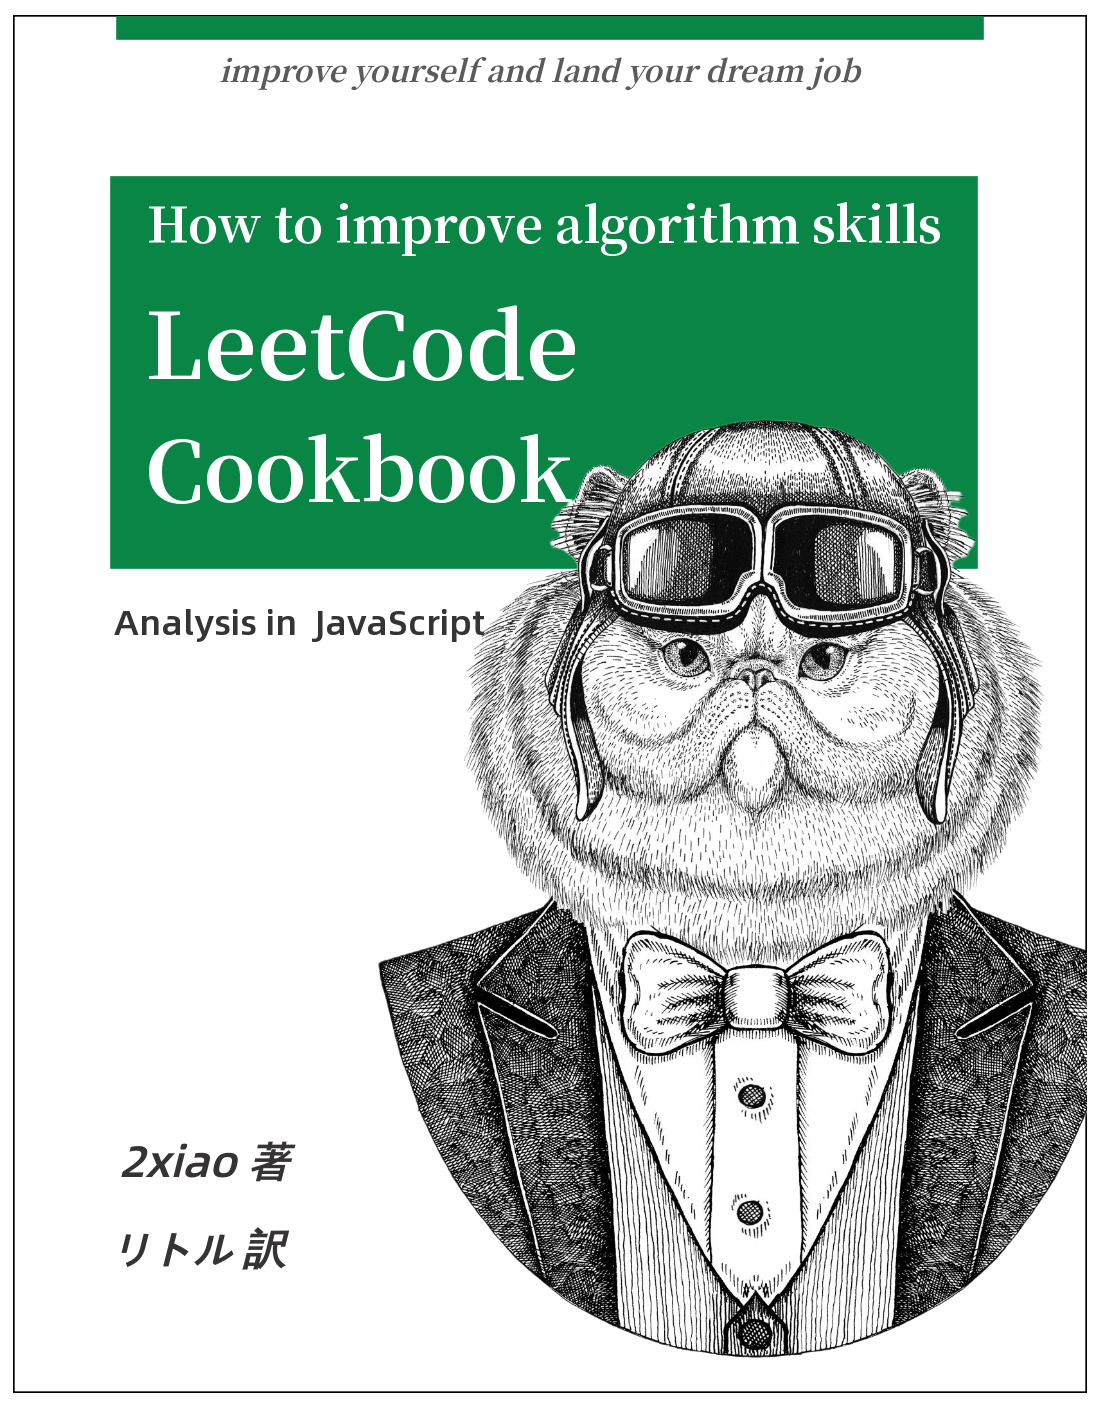 improve yourself and land your dream job
How to improve algorithm skills
LeetCode
Cookbook
Analysis in JavaScript
2xiao 著
リトル 訳